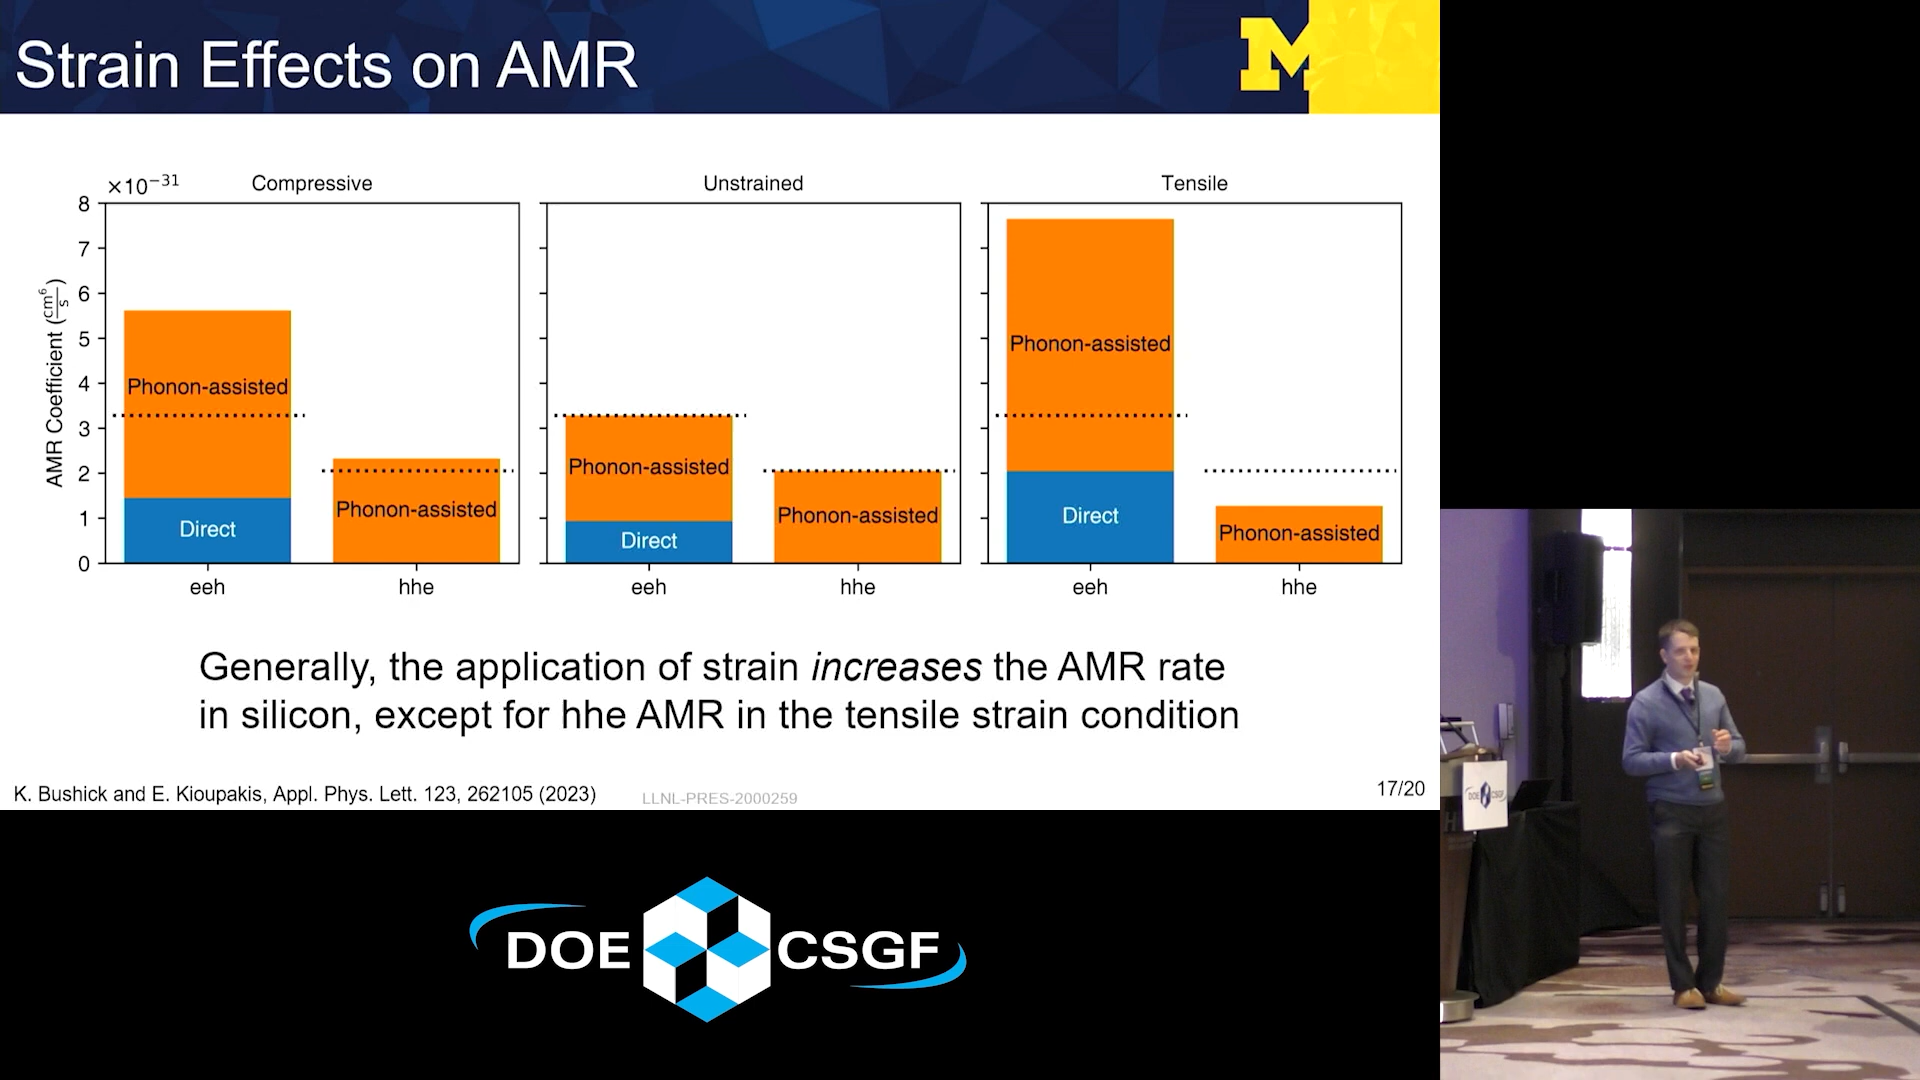 Strain Effects on AMR
M
×10⁻³¹
Compressive
Unstrained
Tensile
AMR Coefficient (cm⁶/s)
8
7
6
5
4
3
2
1
0
Phonon-assisted
Direct
Phonon-assisted
Phonon-assisted
Direct
Phonon-assisted
Phonon-assisted
Direct
Phonon-assisted
eeh
hhe
eeh
hhe
eeh
hhe
Generally, the application of strain increases the AMR rate
in silicon, except for hhe AMR in the tensile strain condition
K. Bushick and E. Kioupakis, Appl. Phys. Lett. 123, 262105 (2023)
LLNL-PRES-2000259
17/20
DOE CSGF
DOE CSGF